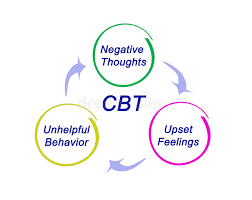 Negative
Thoughts
CBT
Unhelpful
Behavior
Upset
Feelings